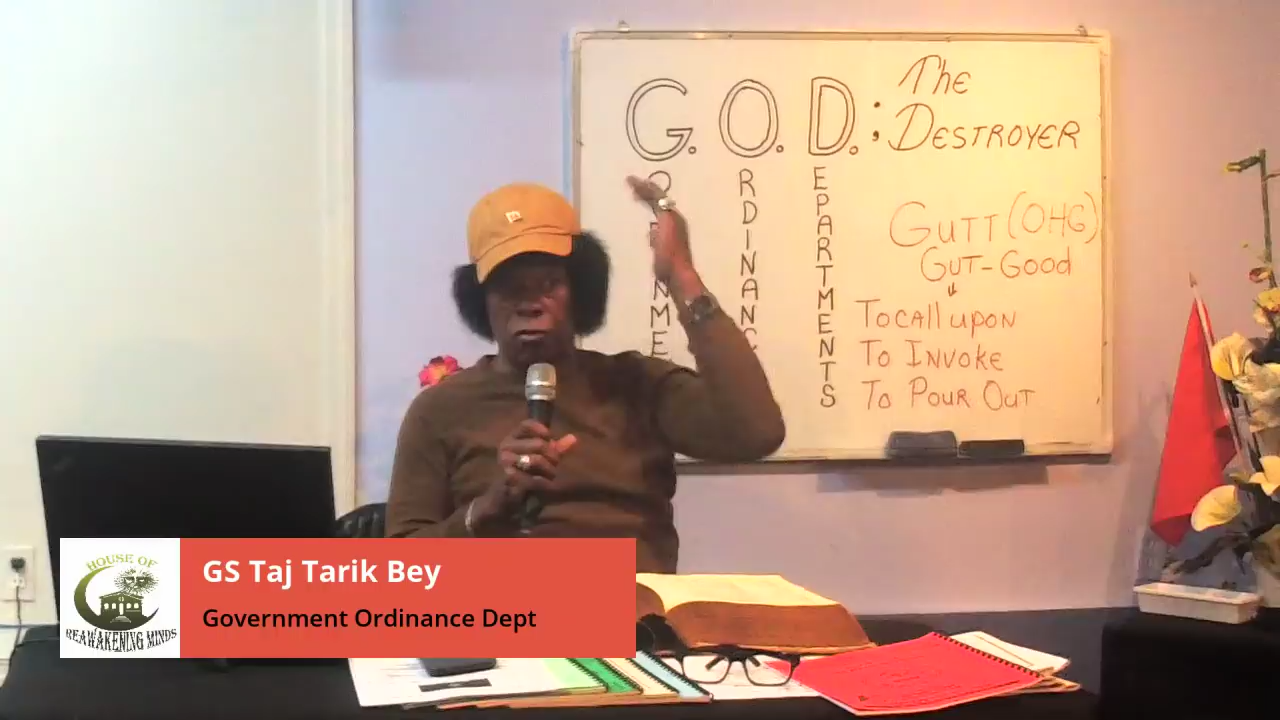 G. O. D. ;
The
DESTROYER
RDINANC
EPARTMENTS
GUTT (OHG)
GUT-Good
To call upon
To Invoke
To Pour Out
HOUSE OF
REAWAKENING MINDS
GS Taj Tarik Bey
Government Ordinance Dept